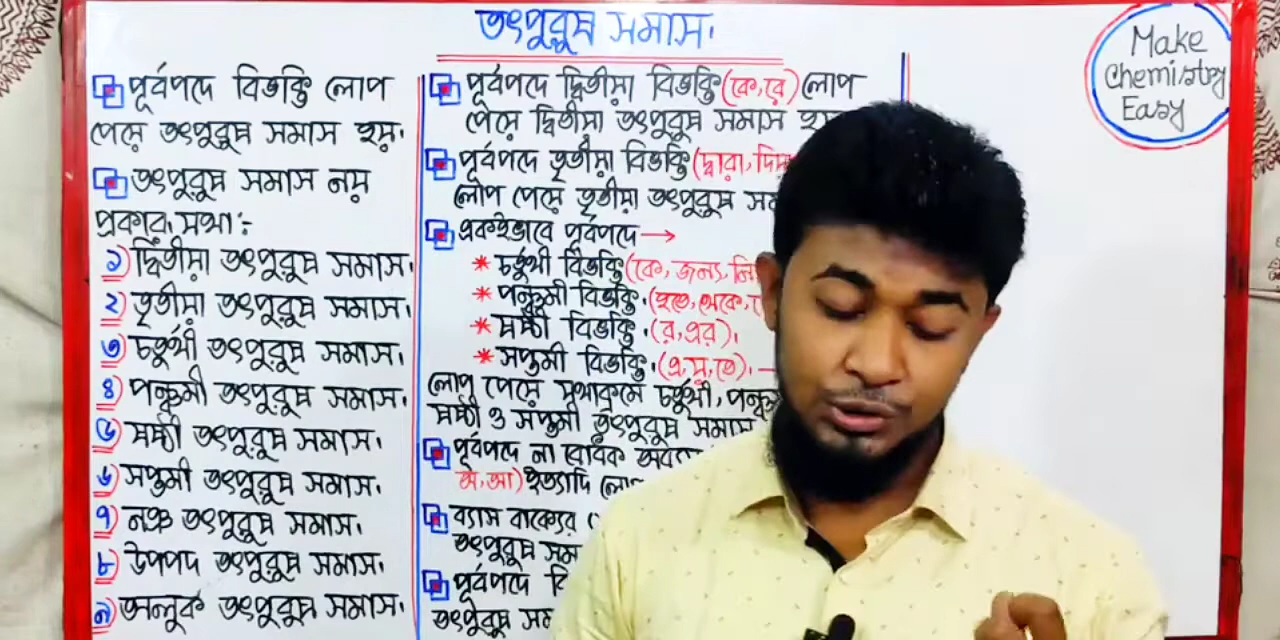 তৎপুরুষ সমাস।
পূর্বপদে বিভক্তি লোপ
পেয়ে তৎপুরুষ সমাস হয়।
তৎপুরুষ সমাস নয়
প্রকার। যথা:-
১) দ্বিতীয়া তৎপুরুষ সমাস।
২) তৃতীয়া তৎপুরুষ সমাস।
৩) চতুর্থী তৎপুরুষ সমাস।
৪) পঞ্চমী তৎপুরুষ সমাস।
৫) ষষ্ঠী তৎপুরুষ সমাস।
৬) সপ্তমী তৎপুরুষ সমাস।
৭) নঞ তৎপুরুষ সমাস।
৮) উপপদ তৎপুরুষ সমাস।
৯) অলুক তৎপুরুষ সমাস।
পূর্বপদে দ্বিতীয়া বিভক্তি (কে, রে) লোপ
পেয়ে দ্বিতীয়া তৎপুরুষ সমাস
পূর্বপদে তৃতীয়া বিভক্তি (দ্বারা,
লোপ পেয়ে তৃতীয়া তৎপুরুষ
একইভাবে পূর্বপদে →
* চতুর্থী বিভক্তি (কে, জন্য,
* পঞ্চমী বিভক্তি। (হতে, থেকে,
* ষষ্ঠী বিভক্তি। (র, এর)।
* সপ্তমী বিভক্তি। (এ, য়, তে)। –
লোপ পেয়ে যথাক্রমে চতুর্থী,
ষষ্ঠী ও সপ্তমী তৎপুরুষ সমাস
পূর্বপদে না বোধক
অ, আ) ইত্যাদি
ব্যাস বাক্যের
তৎপুরুষ
পূর্বপদে
তৎপুরুষ
Make
Chemistry
Easy